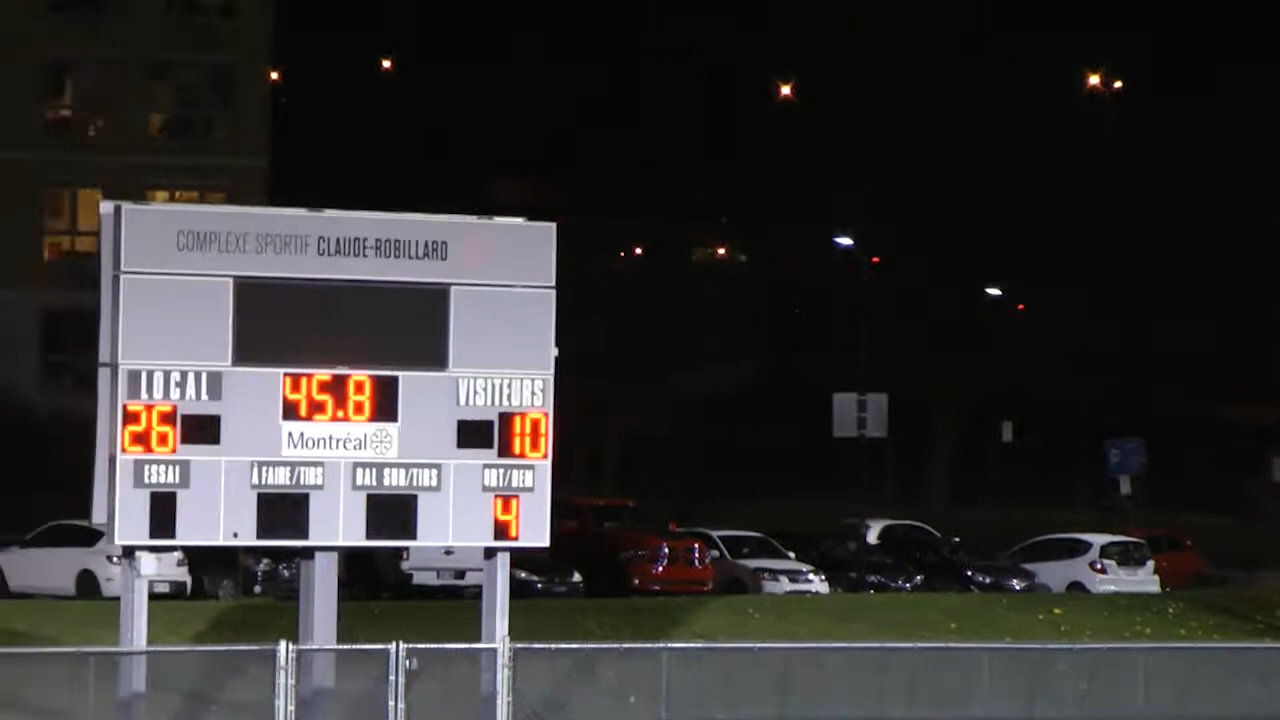 COMPLEXE SPORTIF CLAUDE-ROBILLARD
LOCAL 45.8 VISITEURS
26 10
Montréal
ESSAI À FAIRE/TIRS BAL SUR/TIRS QRT/DEM
4